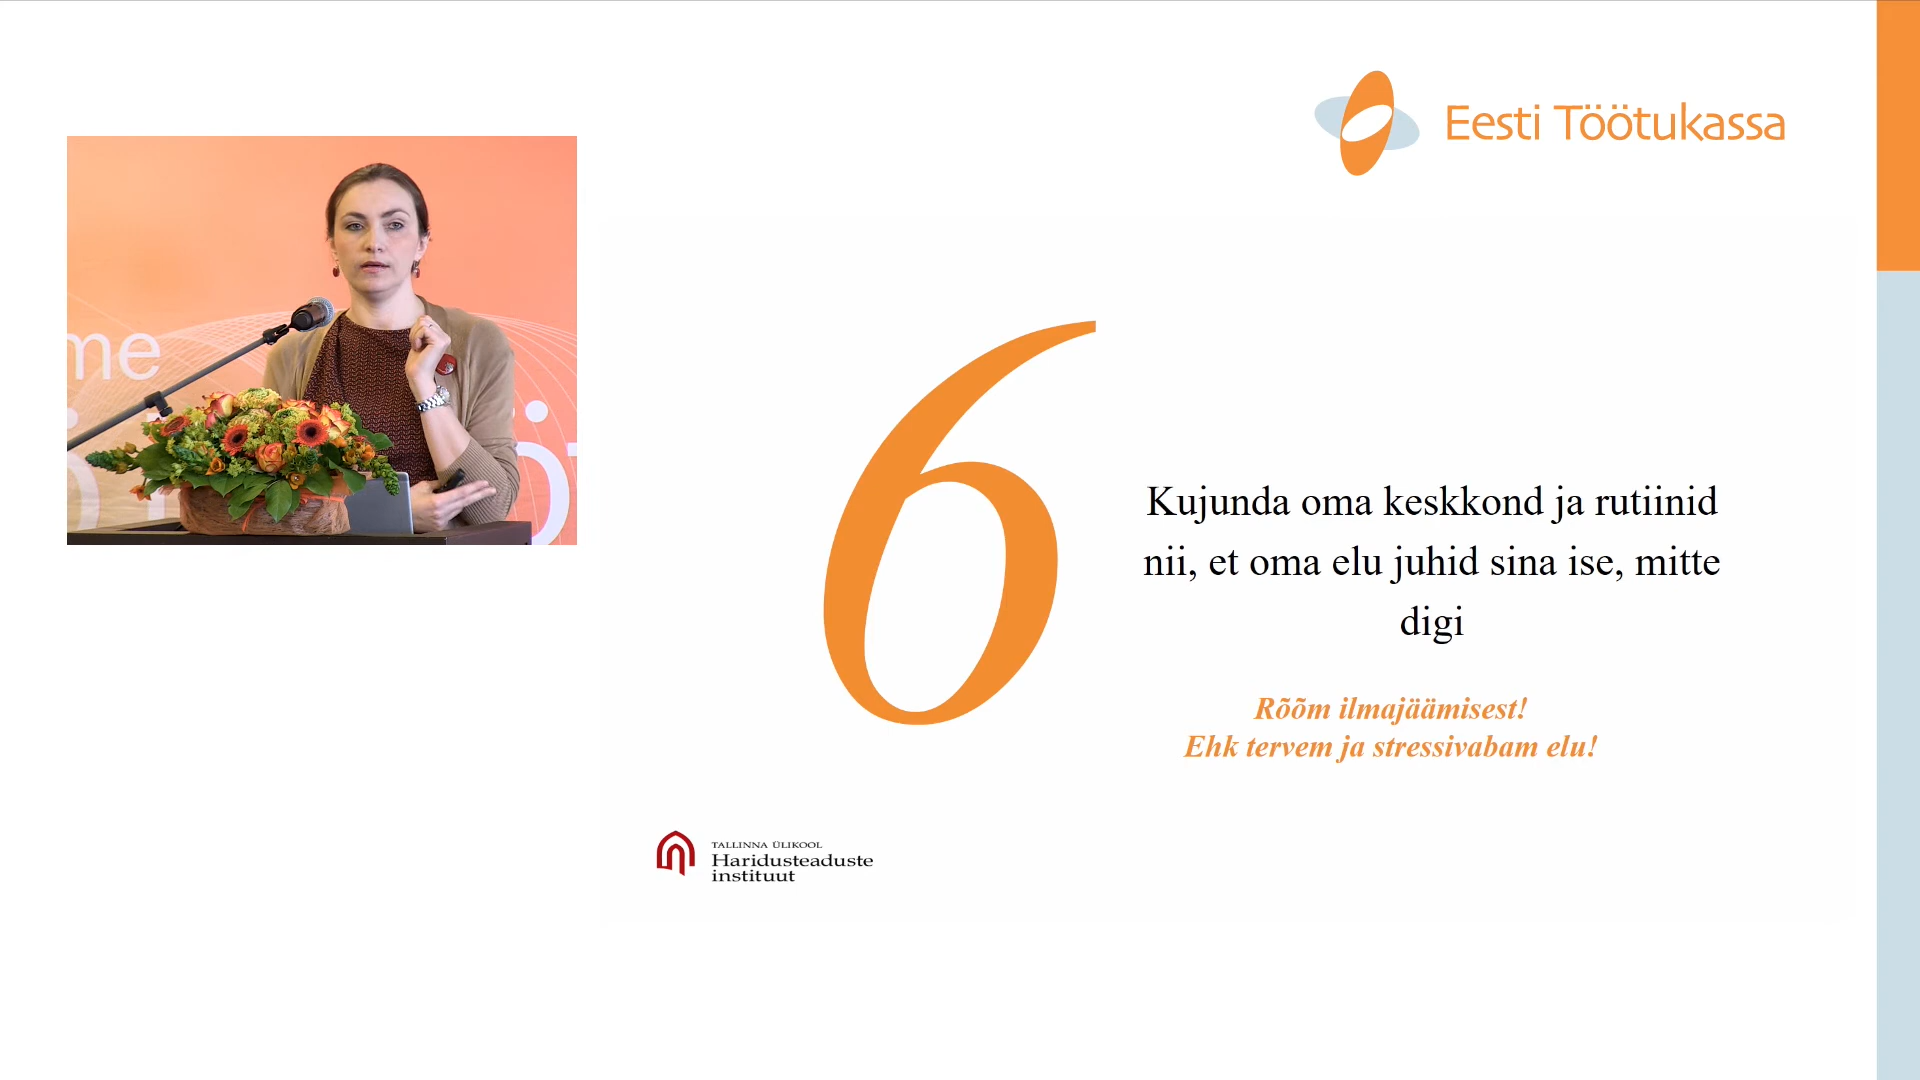 Eesti Töötukassa
me
6
Kujunda oma keskkond ja rutiinid
nii, et oma elu juhid sina ise, mitte
digi
Rõõm ilmajäämisest!
Ehk tervem ja stressivabam elu!
TALLINNA ÜLIKOOL
Haridusteaduste
instituut